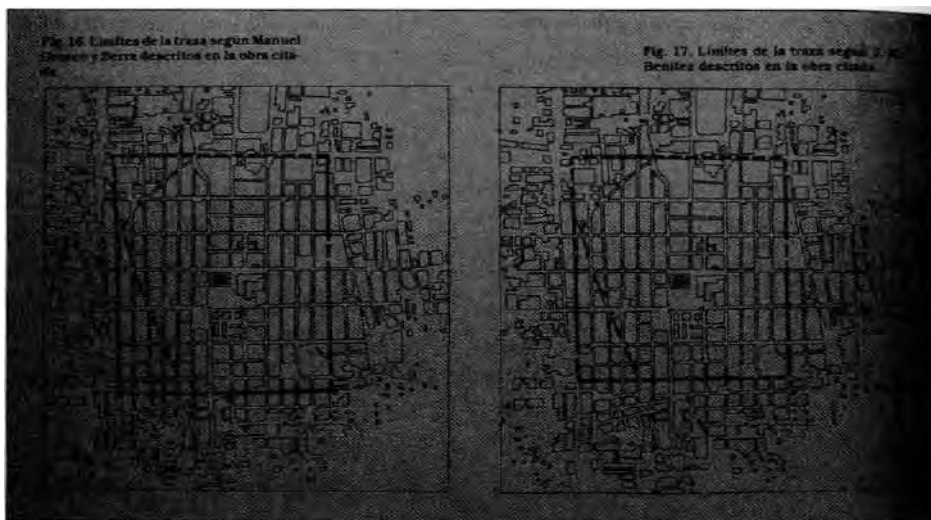 Fig. 16. Límites de la traza según Manuel
Orozco y Berra descritos en la obra cita-
da.
Fig. 17. Límites de la traza según
Benítez descritos en la obra citada.